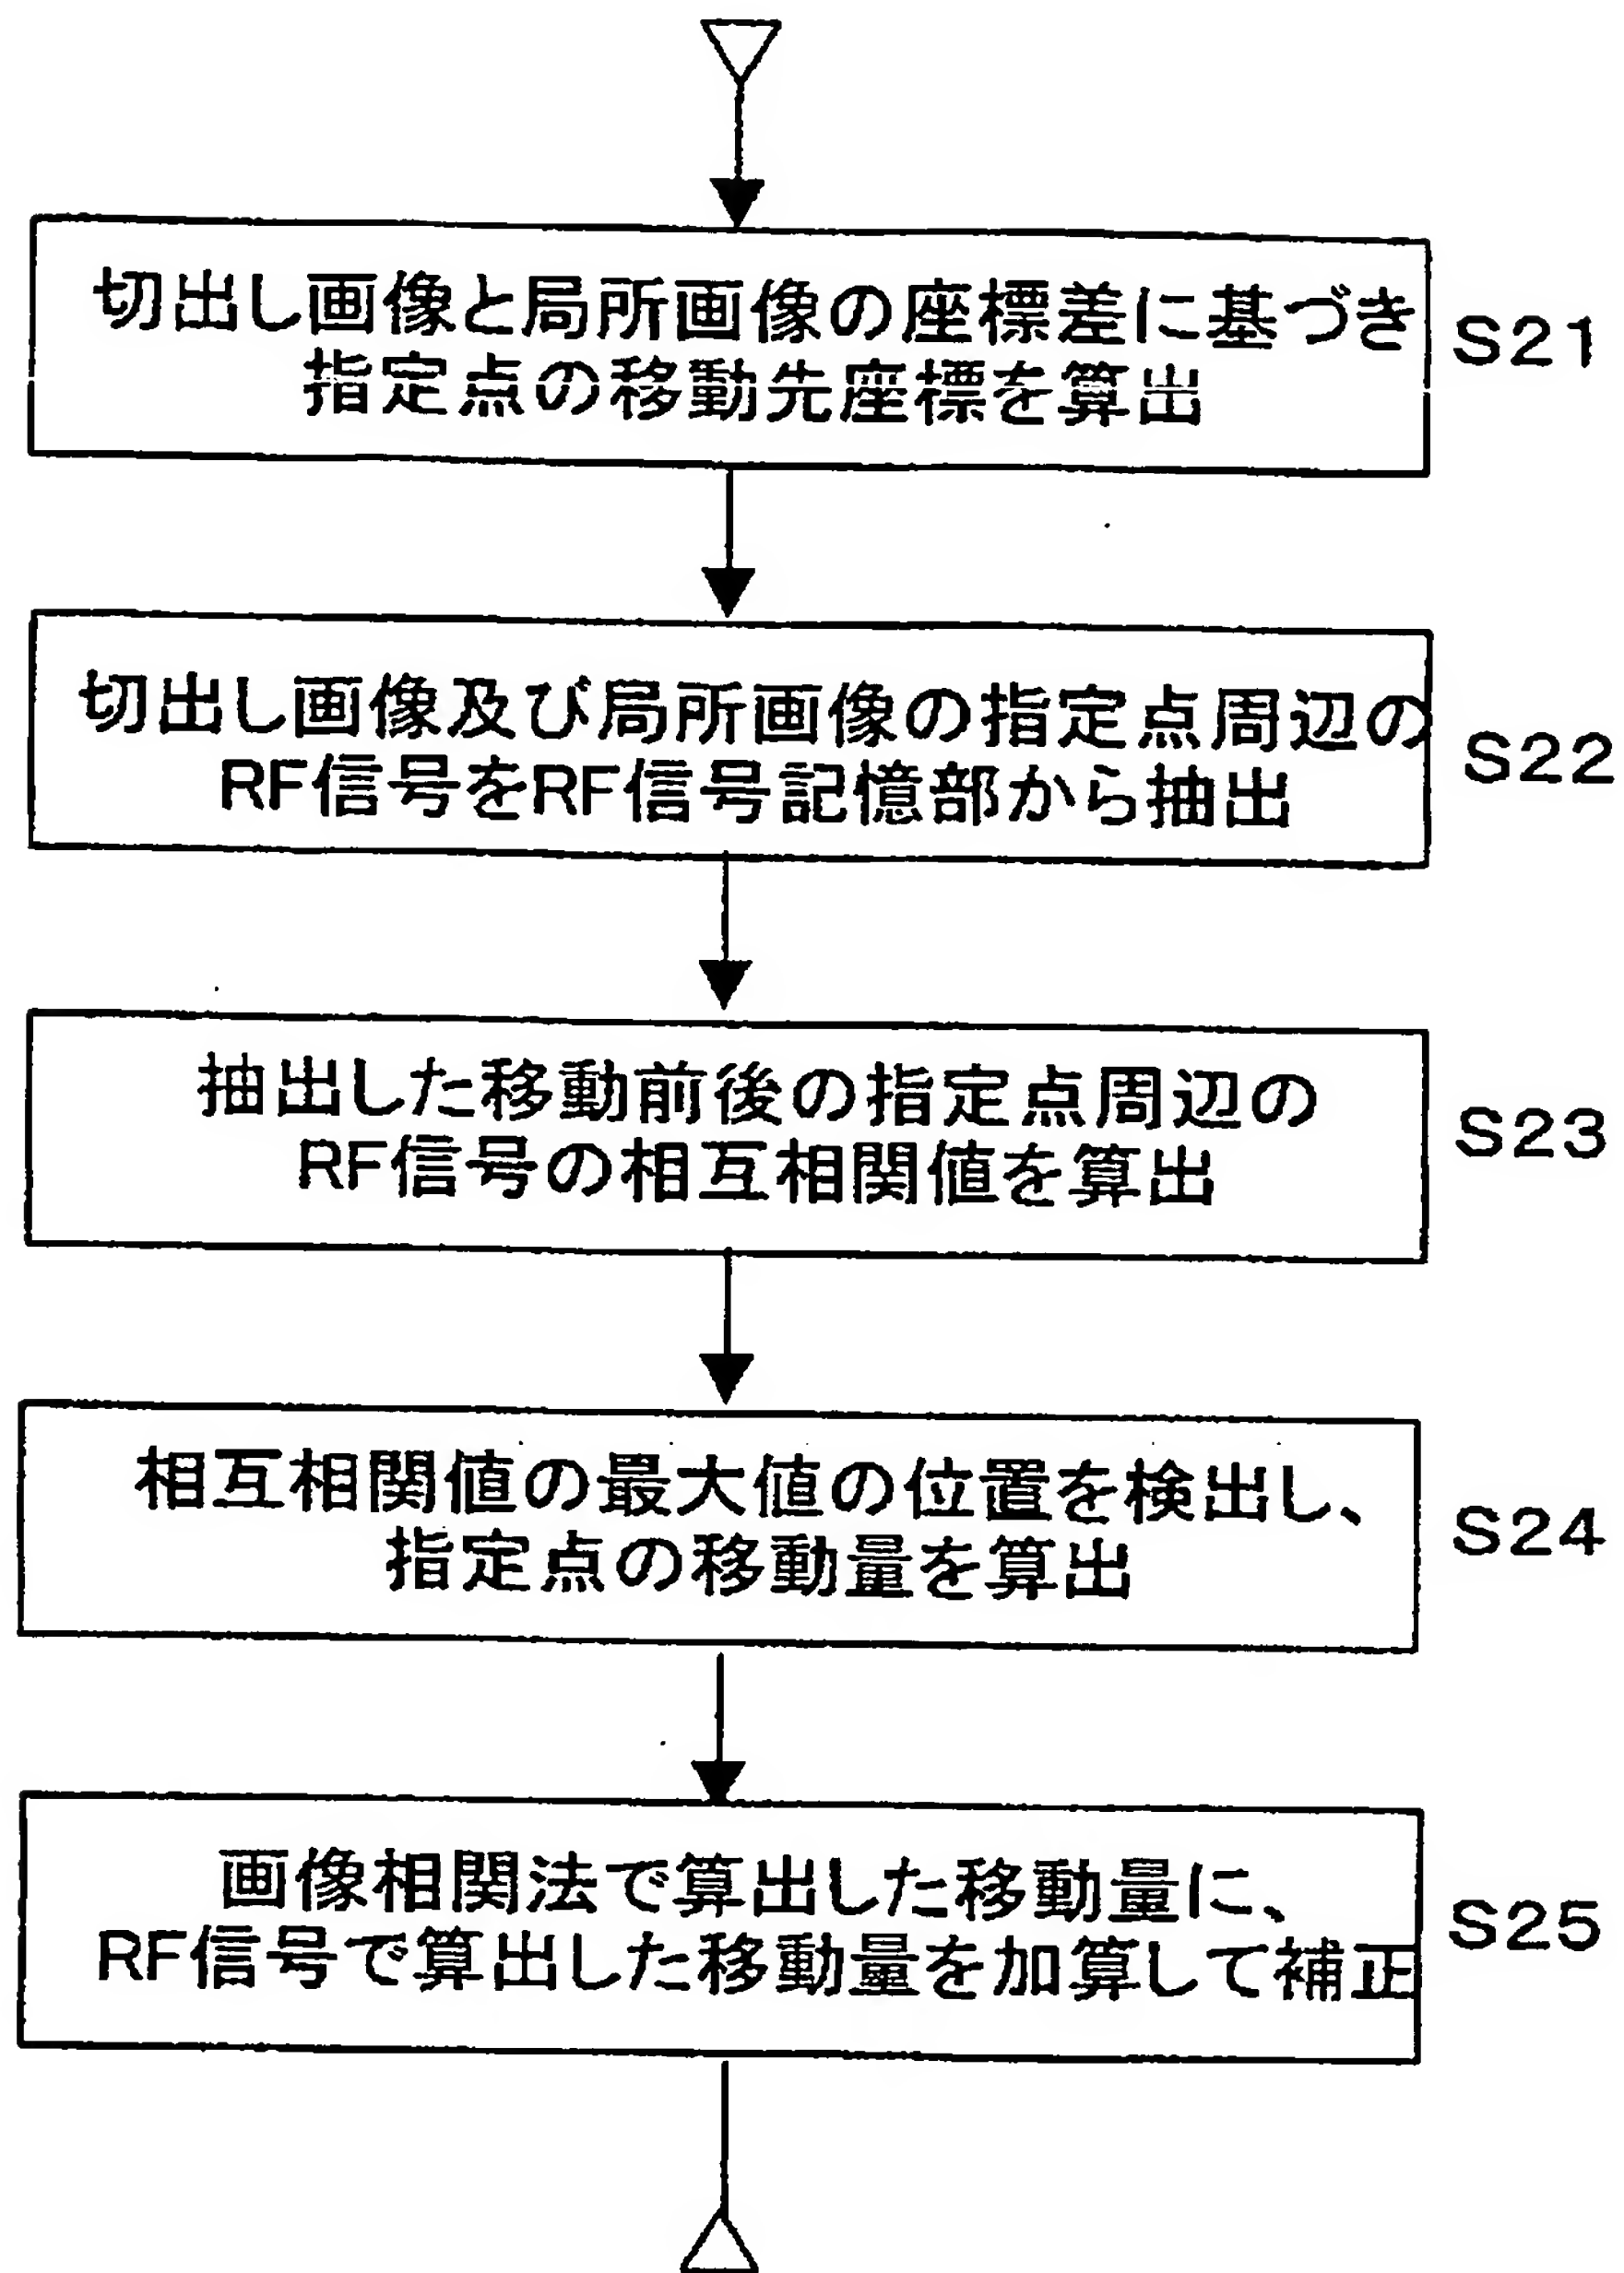 切出し画像と局所画像の座標差に基づき
指定点の移動先座標を算出
S21
切出し画像及び局所画像の指定点周辺の
RF信号をRF信号記憶部から抽出
S22
抽出した移動前後の指定点周辺の
RF信号の相互相関値を算出
S23
相互相関値の最大値の位置を検出し、
指定点の移動量を算出
S24
画像相関法で算出した移動量に、
RF信号で算出した移動量を加算して補正
S25